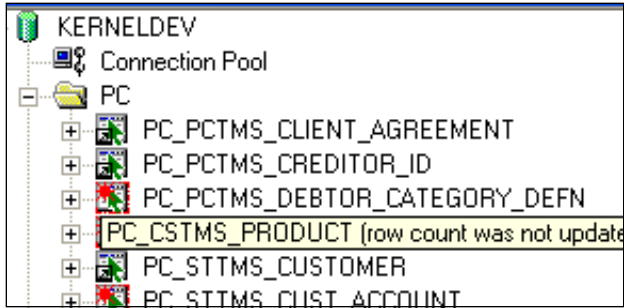 KERNELDEV
Connection Pool
PC
PC_PCTMS_CLIENT_AGREEMENT
PC_PCTMS_CREDITOR_ID
PC_PCTMS_DEBTOR_CATEGORY_DEFN
PC_CSTMS_PRODUCT (row count was not update
PC_STTMS_CUSTOMER
PC_STTMS_CUST_ACCOUNT